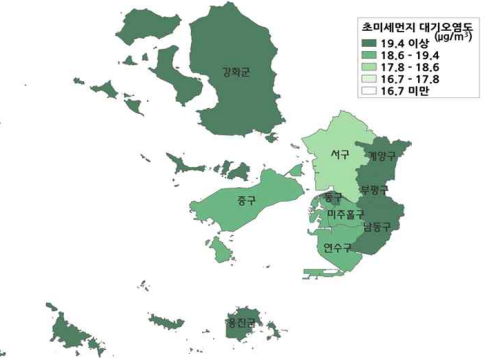 초미세먼지 대기오염도
(μg/m³)
19.4 이상
18.6 - 19.4
17.8 - 18.6
16.7 - 17.8
16.7 미만
강화군
서구
계양구
부평구
중구
동구
미추홀구
남동구
연수구
옹진군